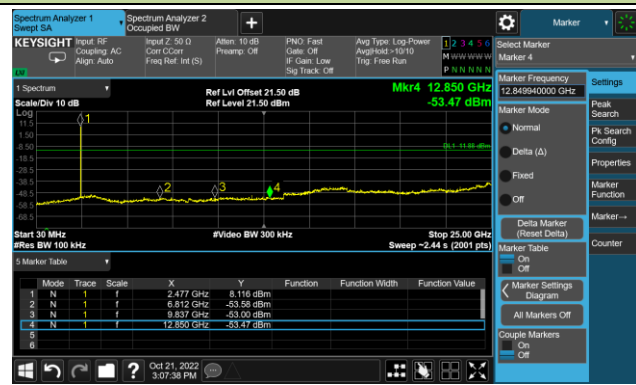 Spectrum Analyzer 1
Swept SA
Spectrum Analyzer 2
Occupied BW
Marker
KEYSIGHT
Input: RF
Coupling: AC
Align: Auto
Input Z: 50 Ω
Corr CCorr
Freq Ref: Int (S)
Atten: 10 dB
Preamp: Off
PNO: Fast
Gate: Off
IF Gain: Low
Sig Track: Off
Avg Type: Log-Power
Avg|Hold:>10/10
Trig: Free Run
1 2 3 4 5 6
M W W W W W
P N N N N N
LW
1 Spectrum
Scale/Div 10 dB
Log
Ref Lvl Offset 21.50 dB
Ref Level 21.50 dBm
Mkr4 12.850 GHz
-53.47 dBm
11.5
1.50
-8.50
-18.5
-28.5
-38.5
-48.5
-58.5
-68.5
1
2
3
4
DL1 -11.88 dBm
Start 30 MHz
#Res BW 100 kHz
#Video BW 300 kHz
Stop 25.00 GHz
Sweep ~2.44 s (2001 pts)
5 Marker Table
Mode Trace Scale X Y Function Function Width Function Value
1 N 1 f 2.477 GHz 8.116 dBm
2 N 1 f 6.812 GHz -53.58 dBm
3 N 1 f 9.837 GHz -53.00 dBm
4 N 1 f 12.850 GHz -53.47 dBm
5
6
Select Marker
Marker 4
Marker Frequency
12.849940000 GHz
Marker Mode
Normal
Delta (Δ)
Fixed
Off
Delta Marker
(Reset Delta)
Marker Table
On
Off
Marker Settings
Diagram
All Markers Off
Couple Markers
On
Off
Settings
Peak
Search
Pk Search
Config
Properties
Marker
Function
Marker→
Counter
Oct 21, 2022
3:07:38 PM